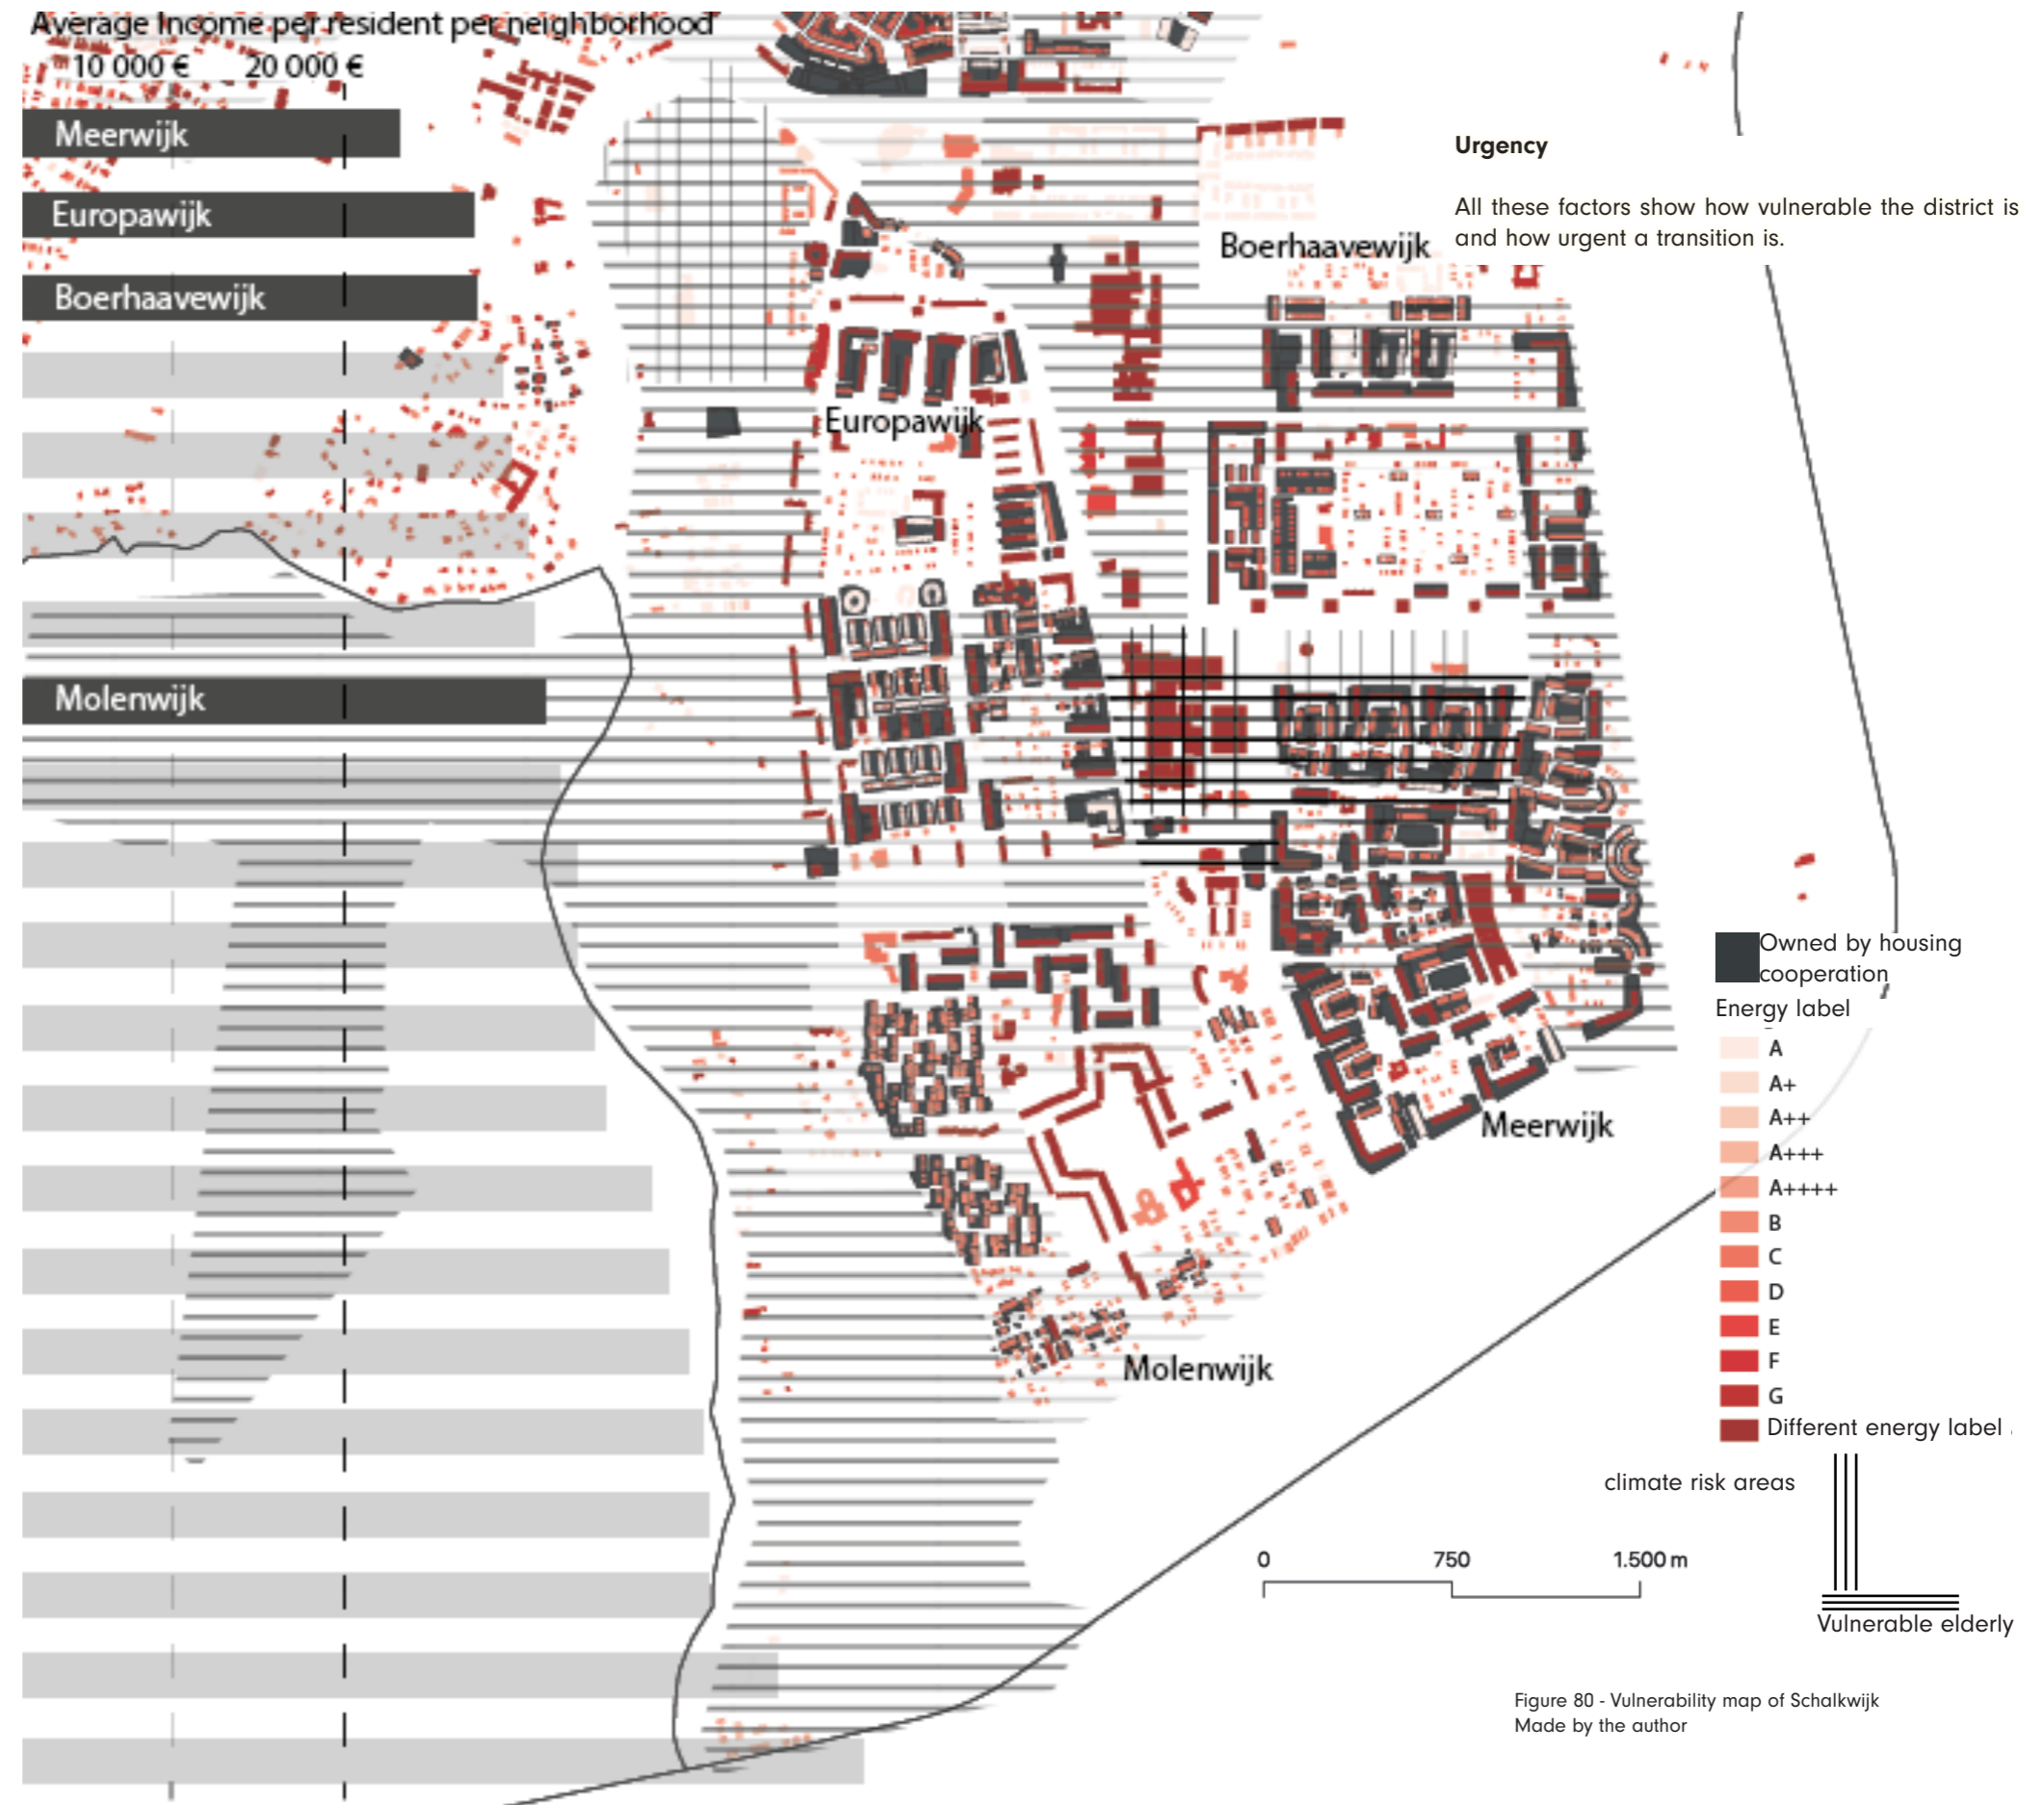 Average Income per resident per neighborhood
10 000 € 20 000 €
Meerwijk
Europawijk
Boerhaavewijk
Molenwijk
Urgency
All these factors show how vulnerable the district is
and how urgent a transition is.
Boerhaavewijk
Europawijk
Meerwijk
Molenwijk
Owned by housing
cooperation
Energy label
A
A+
A++
A+++
A++++
B
C
D
E
F
G
Different energy label
climate risk areas
Vulnerable elderly
0 750 1.500 m
Figure 80 - Vulnerability map of Schalkwijk
Made by the author